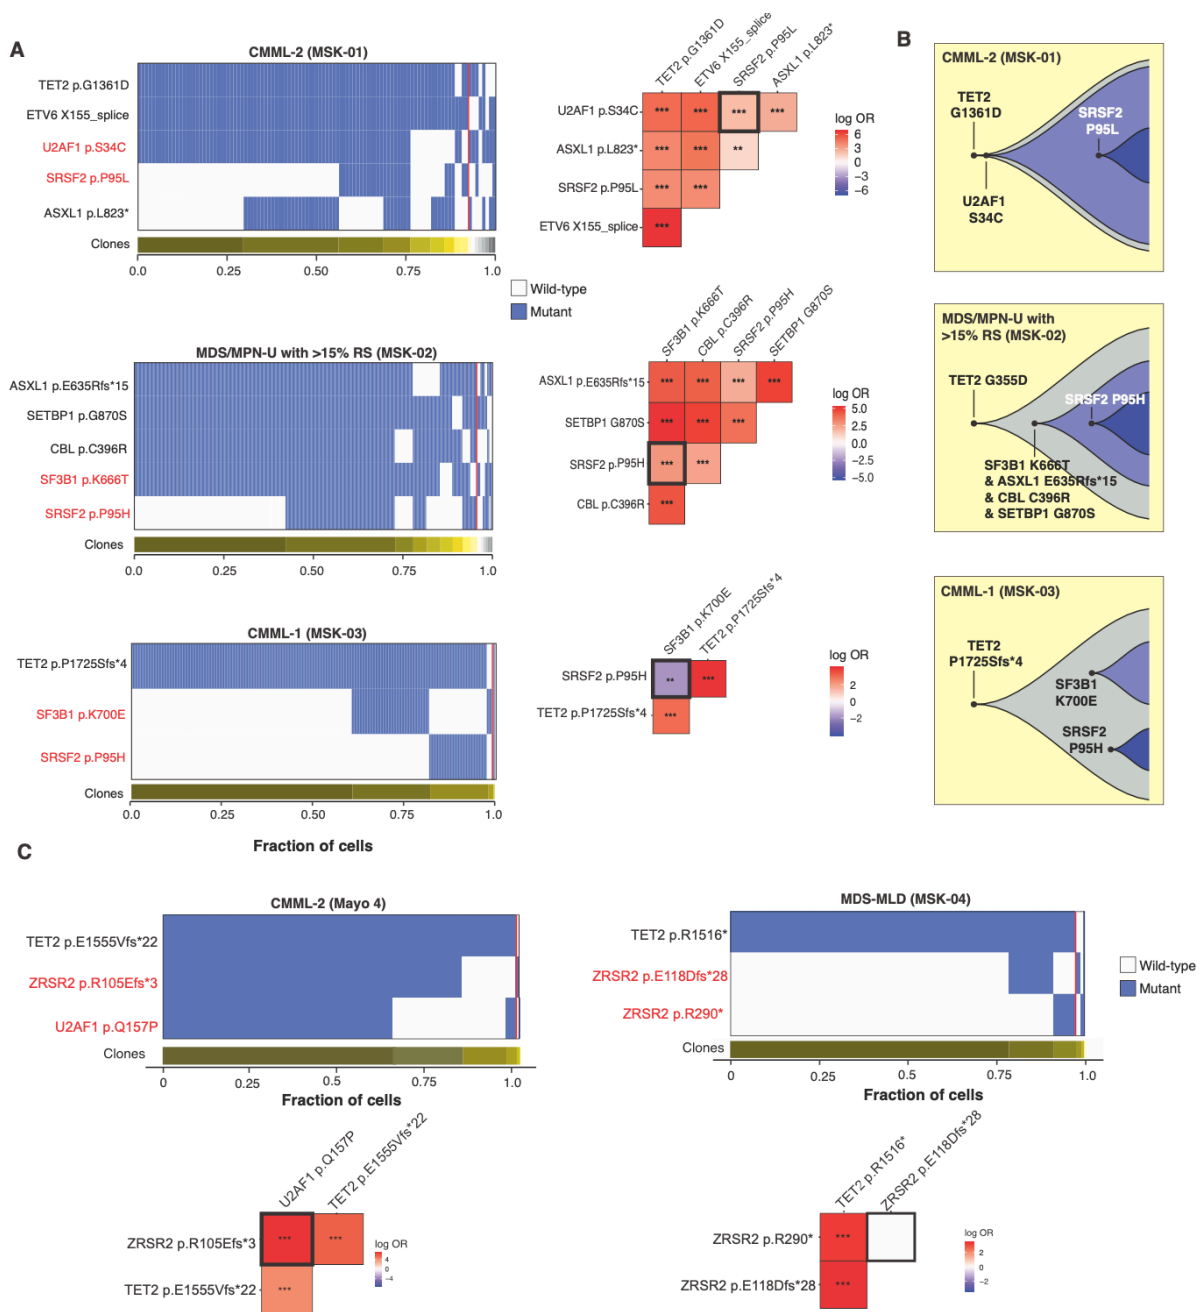 A
CMML-2 (MSK-01)
TET2 p.G1361D
ETV6 X155_splice
U2AF1 p.S34C
SRSF2 p.P95L
ASXL1 p.L823*
Clones
0.0
0.25
0.50
0.75
1.0
Wild-type
Mutant
TET2 p.G1361D
ETV6 X155_splice
SRSF2 p.P95L
ASXL1 p.L823*
U2AF1 p.S34C
*** *** *** ***
ASXL1 p.L823*
*** *** **
SRSF2 p.P95L
*** ***
ETV6 X155_splice
***
log OR
6
3
0
−3
−6
B
CMML-2 (MSK-01)
TET2
G1361D
SRSF2
P95L
U2AF1
S34C
MDS/MPN-U with >15% RS (MSK-02)
ASXL1 p.E635Rfs*15
SETBP1 p.G870S
CBL p.C396R
SF3B1 p.K666T
SRSF2 p.P95H
Clones
0.0
0.25
0.50
0.75
1.0
SF3B1 p.K666T
CBL p.C396R
SRSF2 p.P95H
SETBP1 G870S
ASXL1 p.E635Rfs*15
*** *** *** ***
SETBP1 G870S
*** *** ***
SRSF2 p.P95H
*** ***
CBL p.C396R
***
log OR
5.0
2.5
0.0
−2.5
−5.0
MDS/MPN-U with
>15% RS (MSK-02)
TET2 G355D
SRSF2 P95H
SF3B1 K666T
& ASXL1 E635Rfs*15
& CBL C396R
& SETBP1 G870S
CMML-1 (MSK-03)
TET2 p.P1725Sfs*4
SF3B1 p.K700E
SRSF2 p.P95H
Clones
0.0
0.25
0.50
0.75
1.0
Fraction of cells
SF3B1 p.K700E
TET2 p.P1725Sfs*4
SRSF2 p.P95H
** ***
TET2 p.P1725Sfs*4
***
log OR
2
0
−2
CMML-1 (MSK-03)
TET2
P1725Sfs*4
SF3B1
K700E
SRSF2
P95H
C
CMML-2 (Mayo 4)
TET2 p.E1555Vfs*22
ZRSR2 p.R105Efs*3
U2AF1 p.Q157P
Clones
0
0.25
0.75
1.0
Fraction of cells
U2AF1 p.Q157P
TET2 p.E1555Vfs*22
ZRSR2 p.R105Efs*3
*** ***
TET2 p.E1555Vfs*22
***
log OR
4
0
−4
MDS-MLD (MSK-04)
TET2 p.R1516*
ZRSR2 p.E118Dfs*28
ZRSR2 p.R290*
Clones
0
0.25
0.5
0.75
1.0
Fraction of cells
Wild-type
Mutant
TET2 p.R1516*
ZRSR2 p.E118Dfs*28
ZRSR2 p.R290*
***
ZRSR2 p.E118Dfs*28
***
log OR
2
0
−2